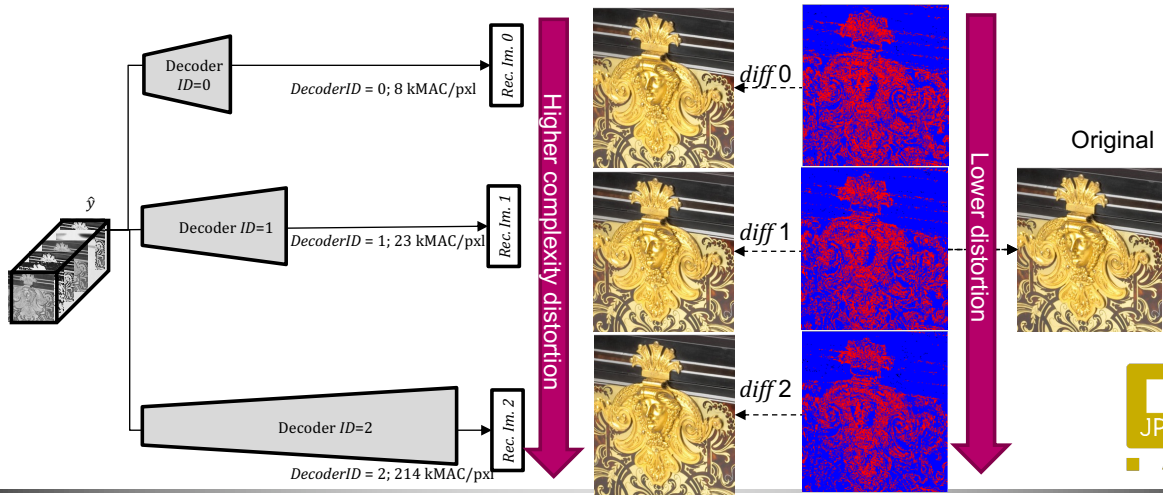 Decoder
ID=0
DecoderID = 0; 8 kMAC/pxl
Rec. Im. 0
ŷ
Decoder ID=1
DecoderID = 1; 23 kMAC/pxl
Rec. Im. 1
Decoder ID=2
DecoderID = 2; 214 kMAC/pxl
Rec. Im. 2
Higher complexity distortion
diff 0
diff 1
diff 2
Lower distortion
Original
JP